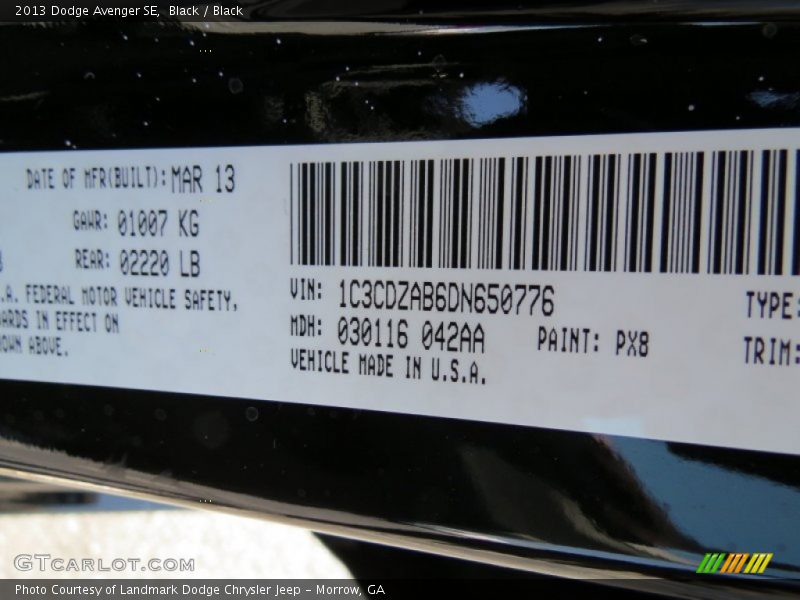 2013 Dodge Avenger SE, Black / Black
DATE OF MFR(BUILT): MAR 13
GAWR: 01007 KG
REAR: 02220 LB
.A. FEDERAL MOTOR VEHICLE SAFETY,
ARDS IN EFFECT ON
OWN ABOVE.
VIN: 1C3CDZAB6DN650776
MDH: 030116 042AA
PAINT: PX8
VEHICLE MADE IN U.S.A.
TYPE:
TRIM:
GTCARLOT.COM
Photo Courtesy of Landmark Dodge Chrysler Jeep – Morrow, GA